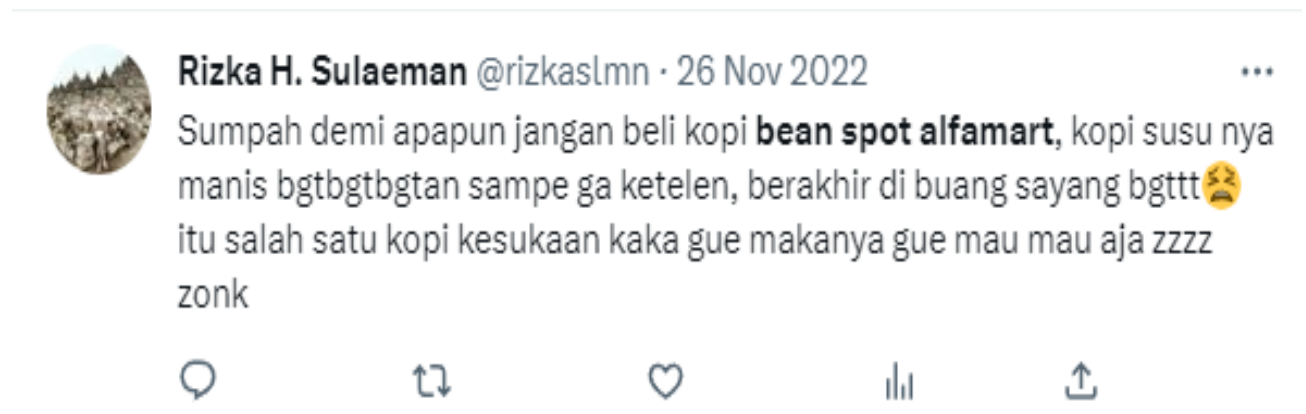 Rizka H. Sulaeman @rizkaslmn · 26 Nov 2022
Sumpah demi apapun jangan beli kopi bean spot alfamart, kopi susu nya
manis bgtbgtbgtan sampe ga ketelen, berakhir di buang sayang bgttt😫
itu salah satu kopi kesukaan kaka gue makanya gue mau mau aja zzzz
zonk